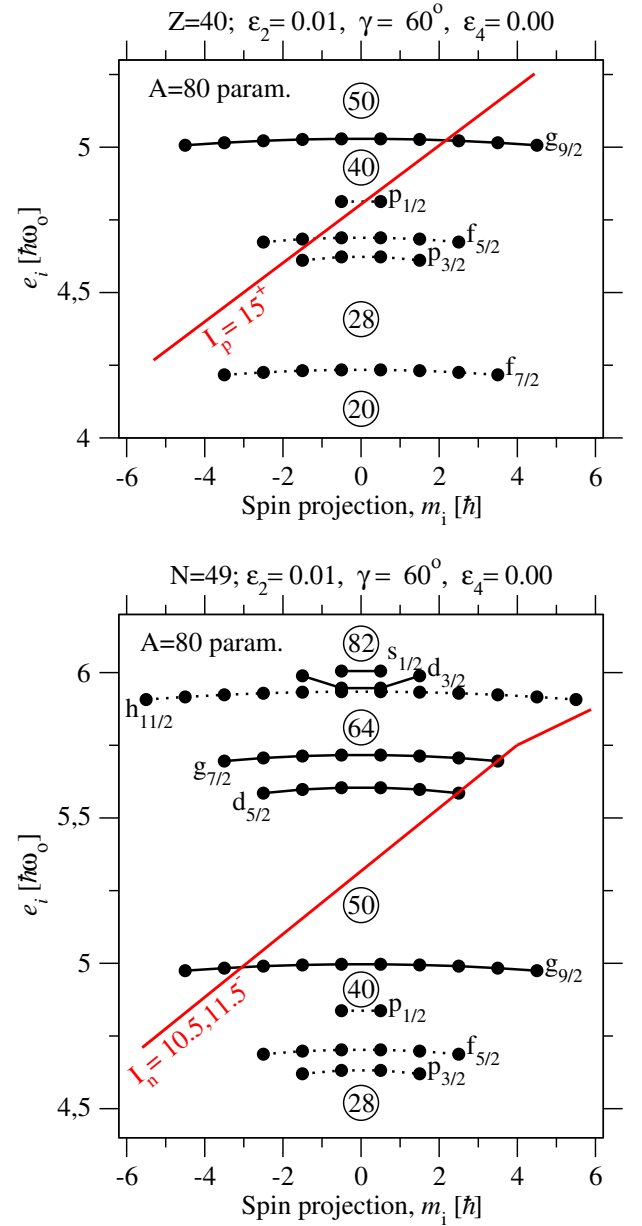 Z=40; ε₂= 0.01, γ = 60°, ε₄= 0.00
A=80 param.
50
5
g9/2
40
p1/2
f5/2
p3/2
4,5
28
f7/2
20
4
Iₚ = 15⁺
eᵢ [ħω₀]
-6 -4 -2 0 2 4 6
Spin projection, mᵢ [ħ]
N=49; ε₂= 0.01, γ = 60°, ε₄= 0.00
A=80 param.
82
6
s1/2
d3/2
h11/2
64
g7/2
d5/2
5,5
50
5
g9/2
40
p1/2
f5/2
p3/2
4,5
28
Iₙ = 10.5,11.5⁻
eᵢ [ħω₀]
-6 -4 -2 0 2 4 6
Spin projection, mᵢ [ħ]